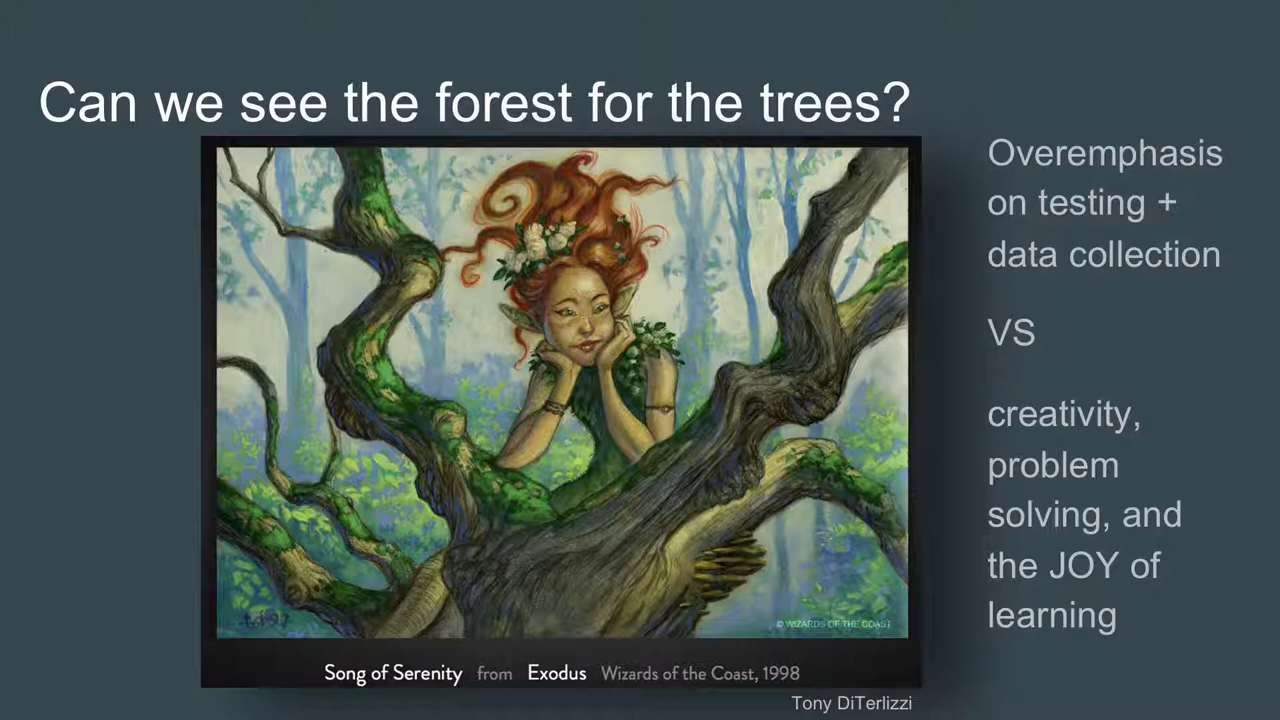 Can we see the forest for the trees?
Overemphasis
on testing +
data collection
VS
creativity,
problem
solving, and
the JOY of
learning
© WIZARDS OF THE COAST
Song of Serenity from Exodus Wizards of the Coast, 1998
Tony DiTerlizzi